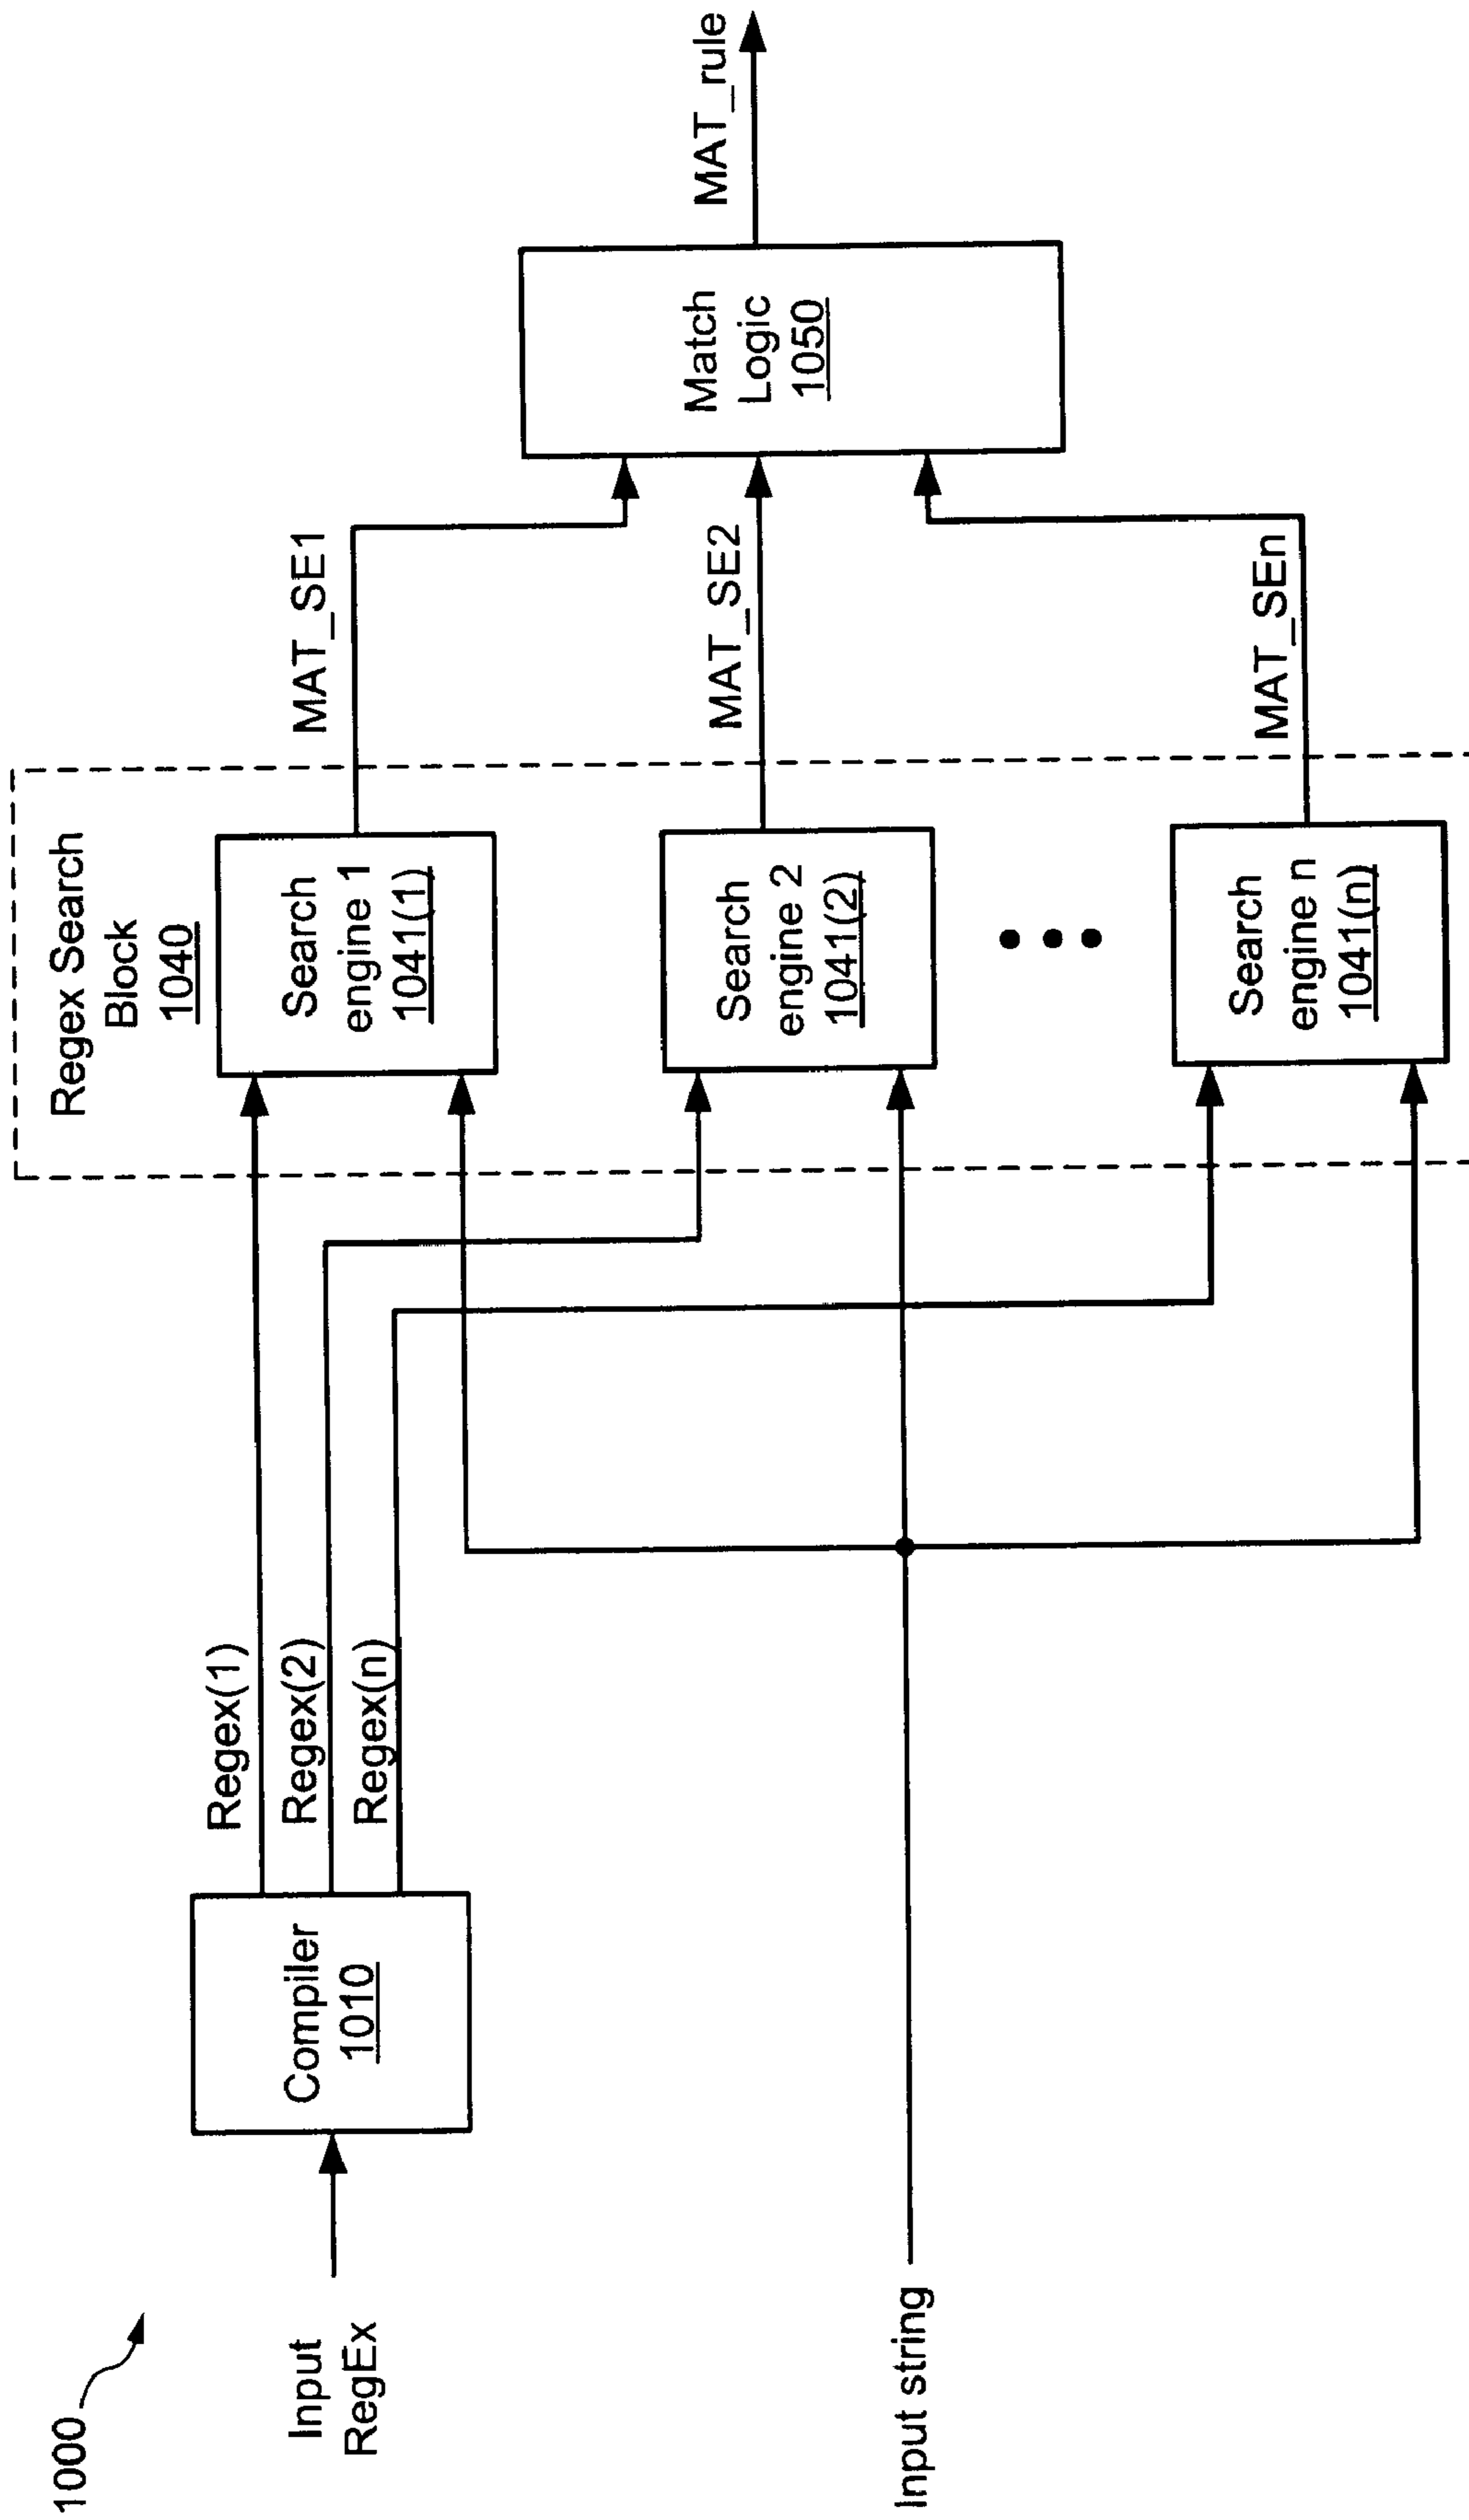 1000
Input
RegEx
Compiler
1010
Regex(1)
Regex(2)
Regex(n)
Input string
Regex Search
Block
1040
Search
engine 1
1041(1)
Search
engine 2
1041(2)
Search
engine n
1041(n)
MAT_SE1
MAT_SE2
MAT_SEn
Match
Logic
1050
MAT_rule